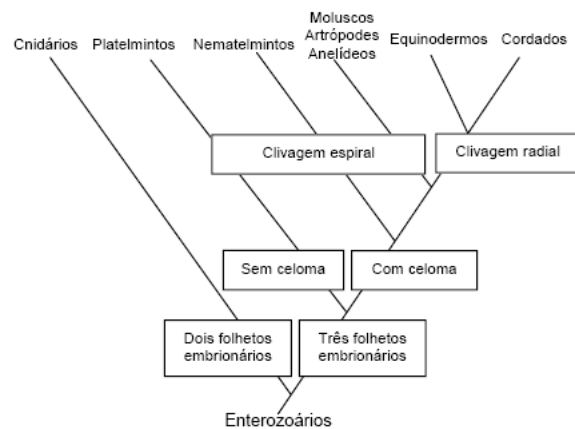 Cnidários
Platelmintos
Nematelmintos
Moluscos
Artrópodes
Anelídeos
Equinodermos
Cordados
Clivagem espiral
Clivagem radial
Sem celoma
Com celoma
Dois folhetos
embrionários
Três folhetos
embrionários
Enterozoários